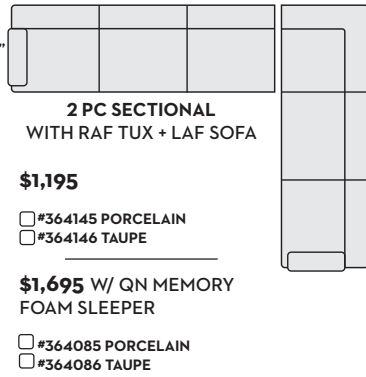 ”
2 PC SECTIONAL
WITH RAF TUX + LAF SOFA
$1,195
#364145 PORCELAIN
#364146 TAUPE
$1,695 W/ QN MEMORY
FOAM SLEEPER
#364085 PORCELAIN
#364086 TAUPE